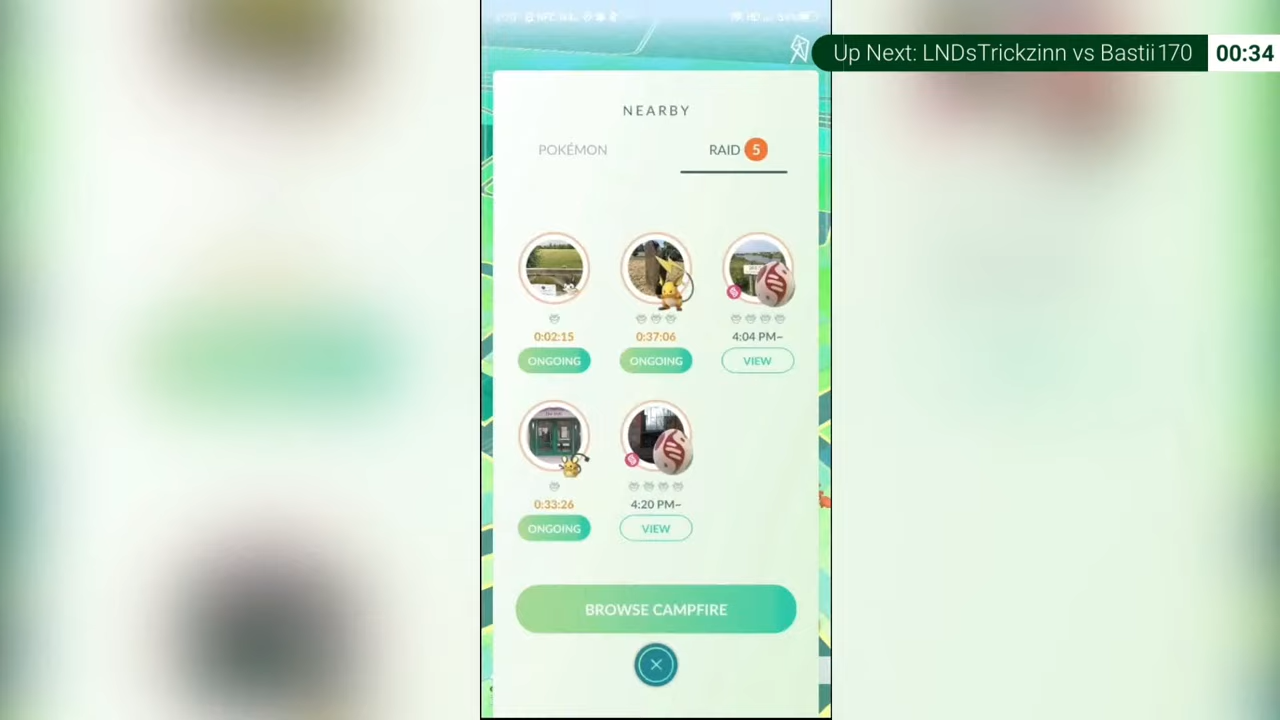 Up Next: LNDsTrickzinn vs Bastii170 00:34
NEARBY
POKÉMON
RAID 5
0:02:15
0:37:06
4:04 PM~
ONGOING
ONGOING
VIEW
0:33:26
4:20 PM~
ONGOING
VIEW
BROWSE CAMPFIRE